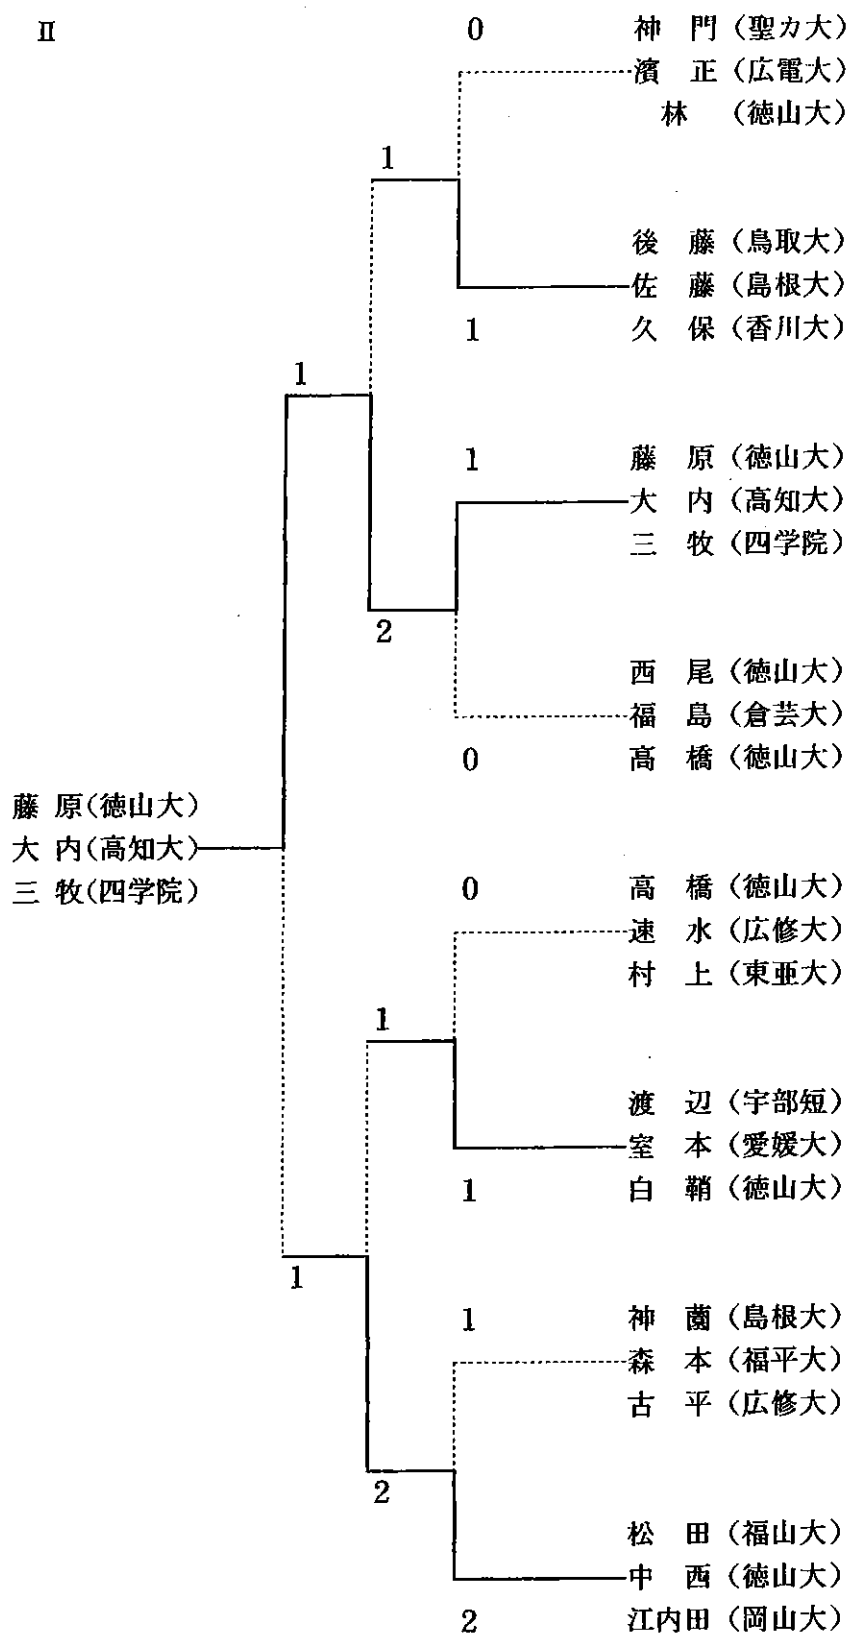 Ⅱ
0 神 門（聖カ大）
濱 正（広電大）
林 （徳山大）
1
後 藤（鳥取大）
佐 藤（島根大）
1 久 保（香川大）
1
1 藤 原（徳山大）
大 内（高知大）
三 牧（四学院）
2
西 尾（徳山大）
福 島（倉芸大）
0 高 橋（徳山大）
藤 原(徳山大)
大 内(高知大)
三 牧(四学院)
0 高 橋（徳山大）
速 水（広修大）
村 上（東亜大）
1
渡 辺（宇部短）
室 本（愛媛大）
1 白 鞘（徳山大）
1
1 神 薗（島根大）
森 本（福平大）
古 平（広修大）
2
松 田（福山大）
中 西（徳山大）
2 江内田（岡山大）